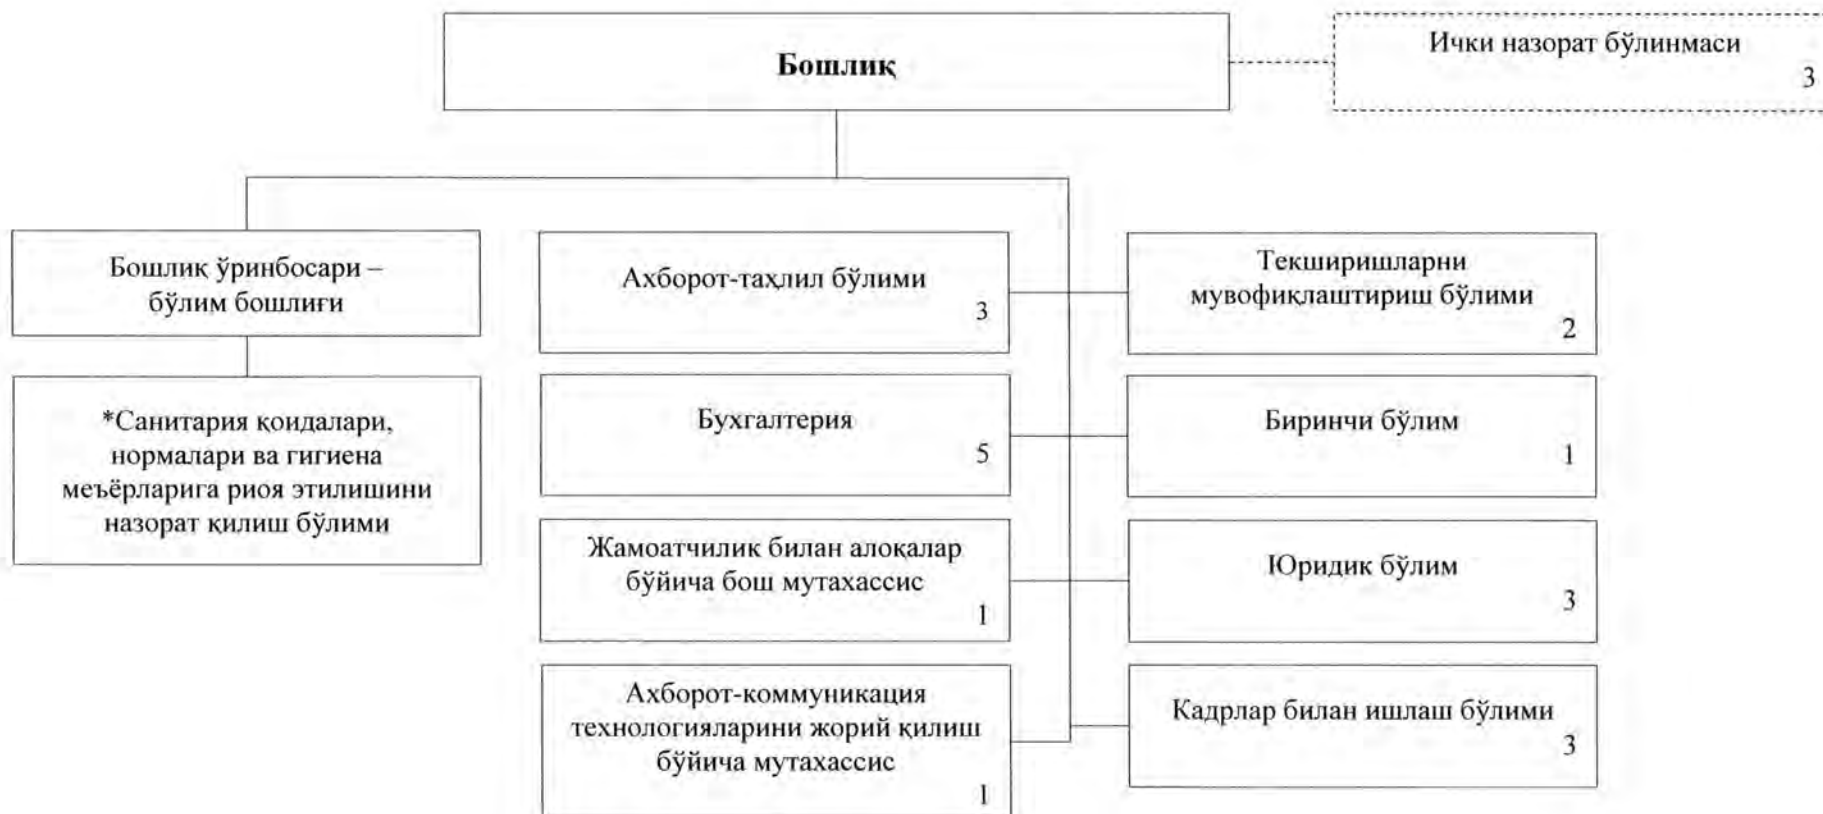 Бошлиқ
Ички назорат бўлинмаси
3
Бошлиқ ўринбосари –
бўлим бошлиғи
*Санитария қоидалари,
нормалари ва гигиена
меъёрларига риоя этилишини
назорат қилиш бўлими
Ахборот-таҳлил бўлими
3
Текширишларни
мувофиқлаштириш бўлими
2
Бухгалтерия
5
Биринчи бўлим
1
Жамоатчилик билан алоқалар
бўйича бош мутахассис
1
Юридик бўлим
3
Ахборот-коммуникация
технологияларини жорий қилиш
бўйича мутахассис
1
Кадрлар билан ишлаш бўлими
3